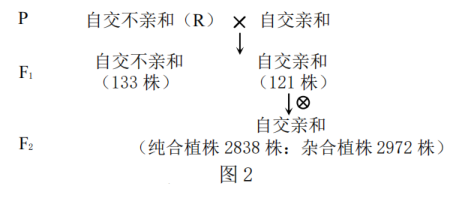 P 自交不亲和（R） × 自交亲和
F₁ 自交不亲和 自交亲和
（133 株） （121 株）
⊗
自交亲和
F₂ （纯合植株 2838 株：杂合植株 2972 株）
图 2